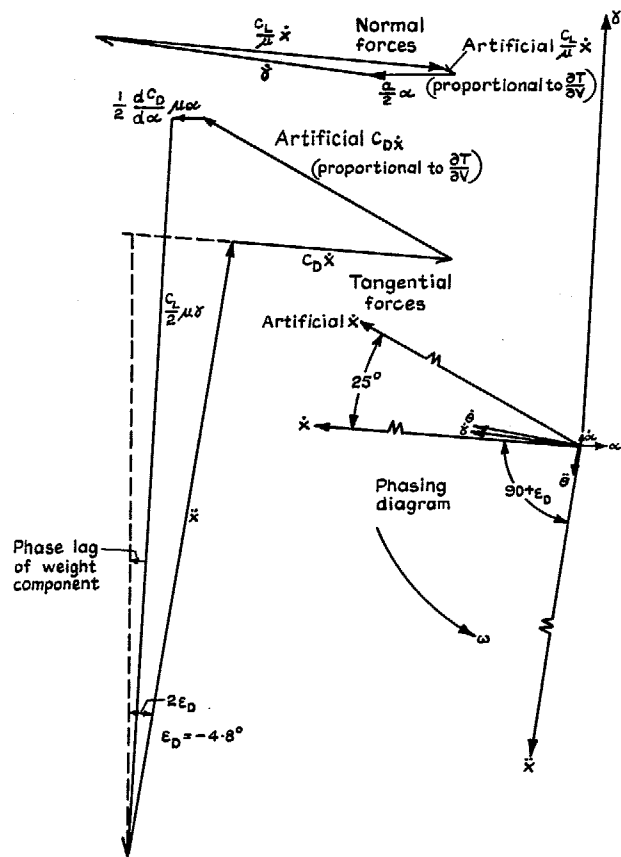 C_L/μ ẋ
Normal forces
Artificial C_L/μ ẋ
(proportional to ∂T/∂V)
γ̇
a/2 α
γ
1/2 dC_D/dα μα
Artificial C_D ẋ
(proportional to ∂T/∂V)
C_D ẋ
Tangential forces
C_L/2 μγ
Artificial ẋ
25°
ẋ
θ̇
γ̇
α̇
α
θ̈
90+ε_D
Phasing diagram
ẍ
Phase lag of weight component
ω
2ε_D
ε_D = -4·8°
ẍ